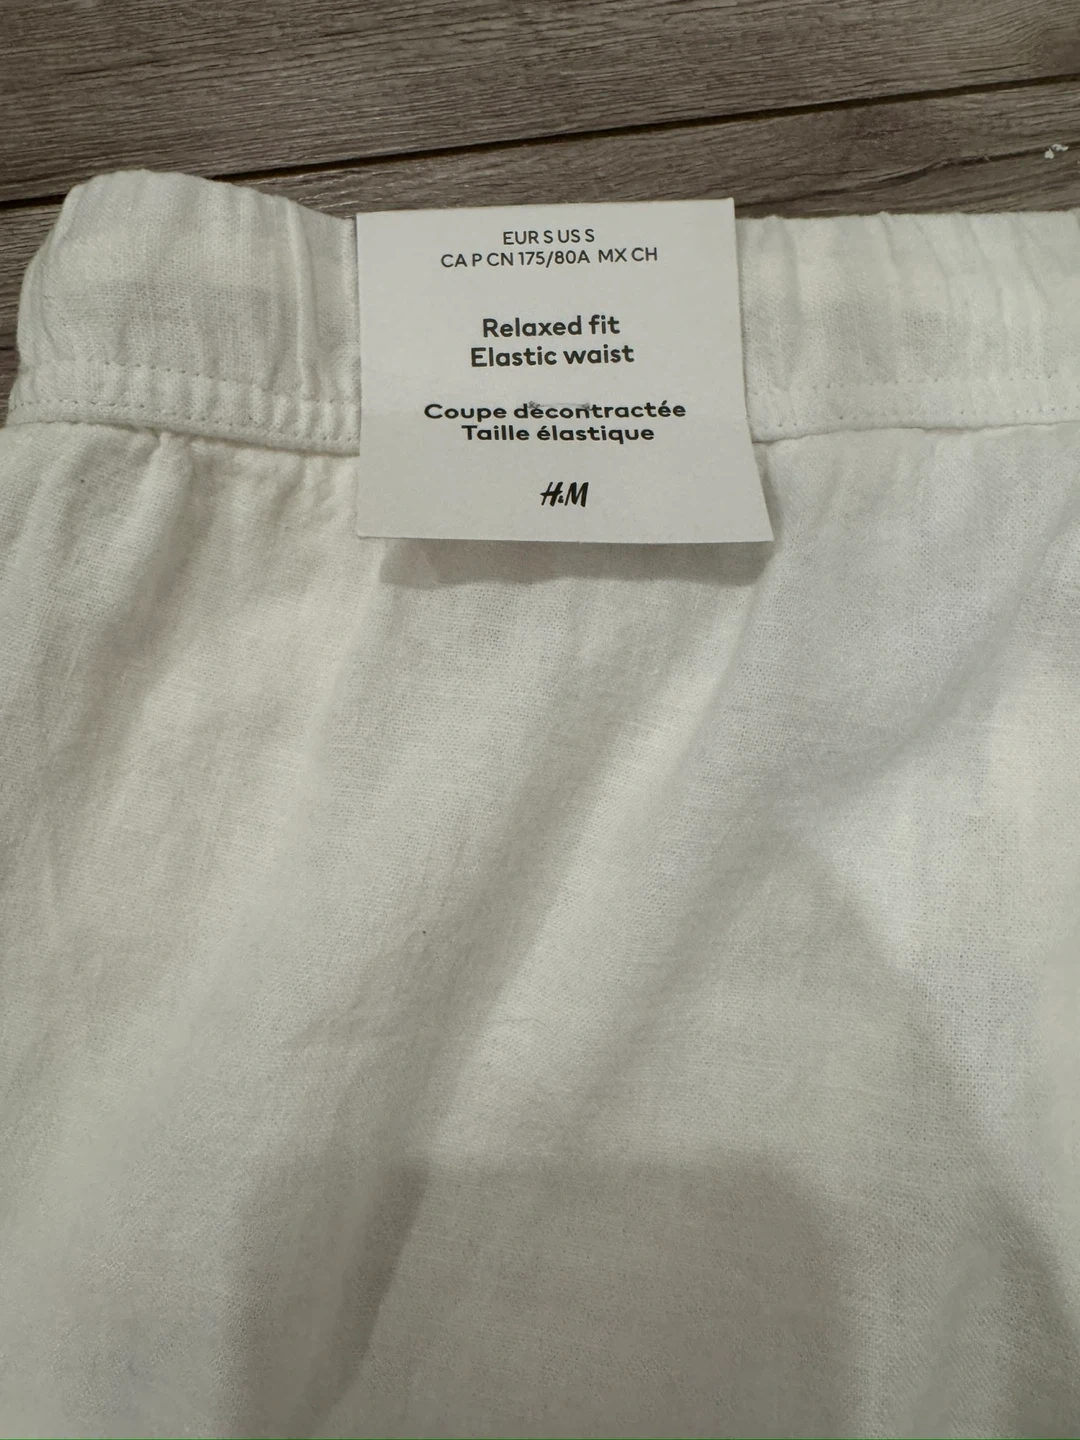 EUR S US S
CA P CN 175/80A MX CH
Relaxed fit
Elastic waist
Coupe décontractée
Taille élastique
H&M